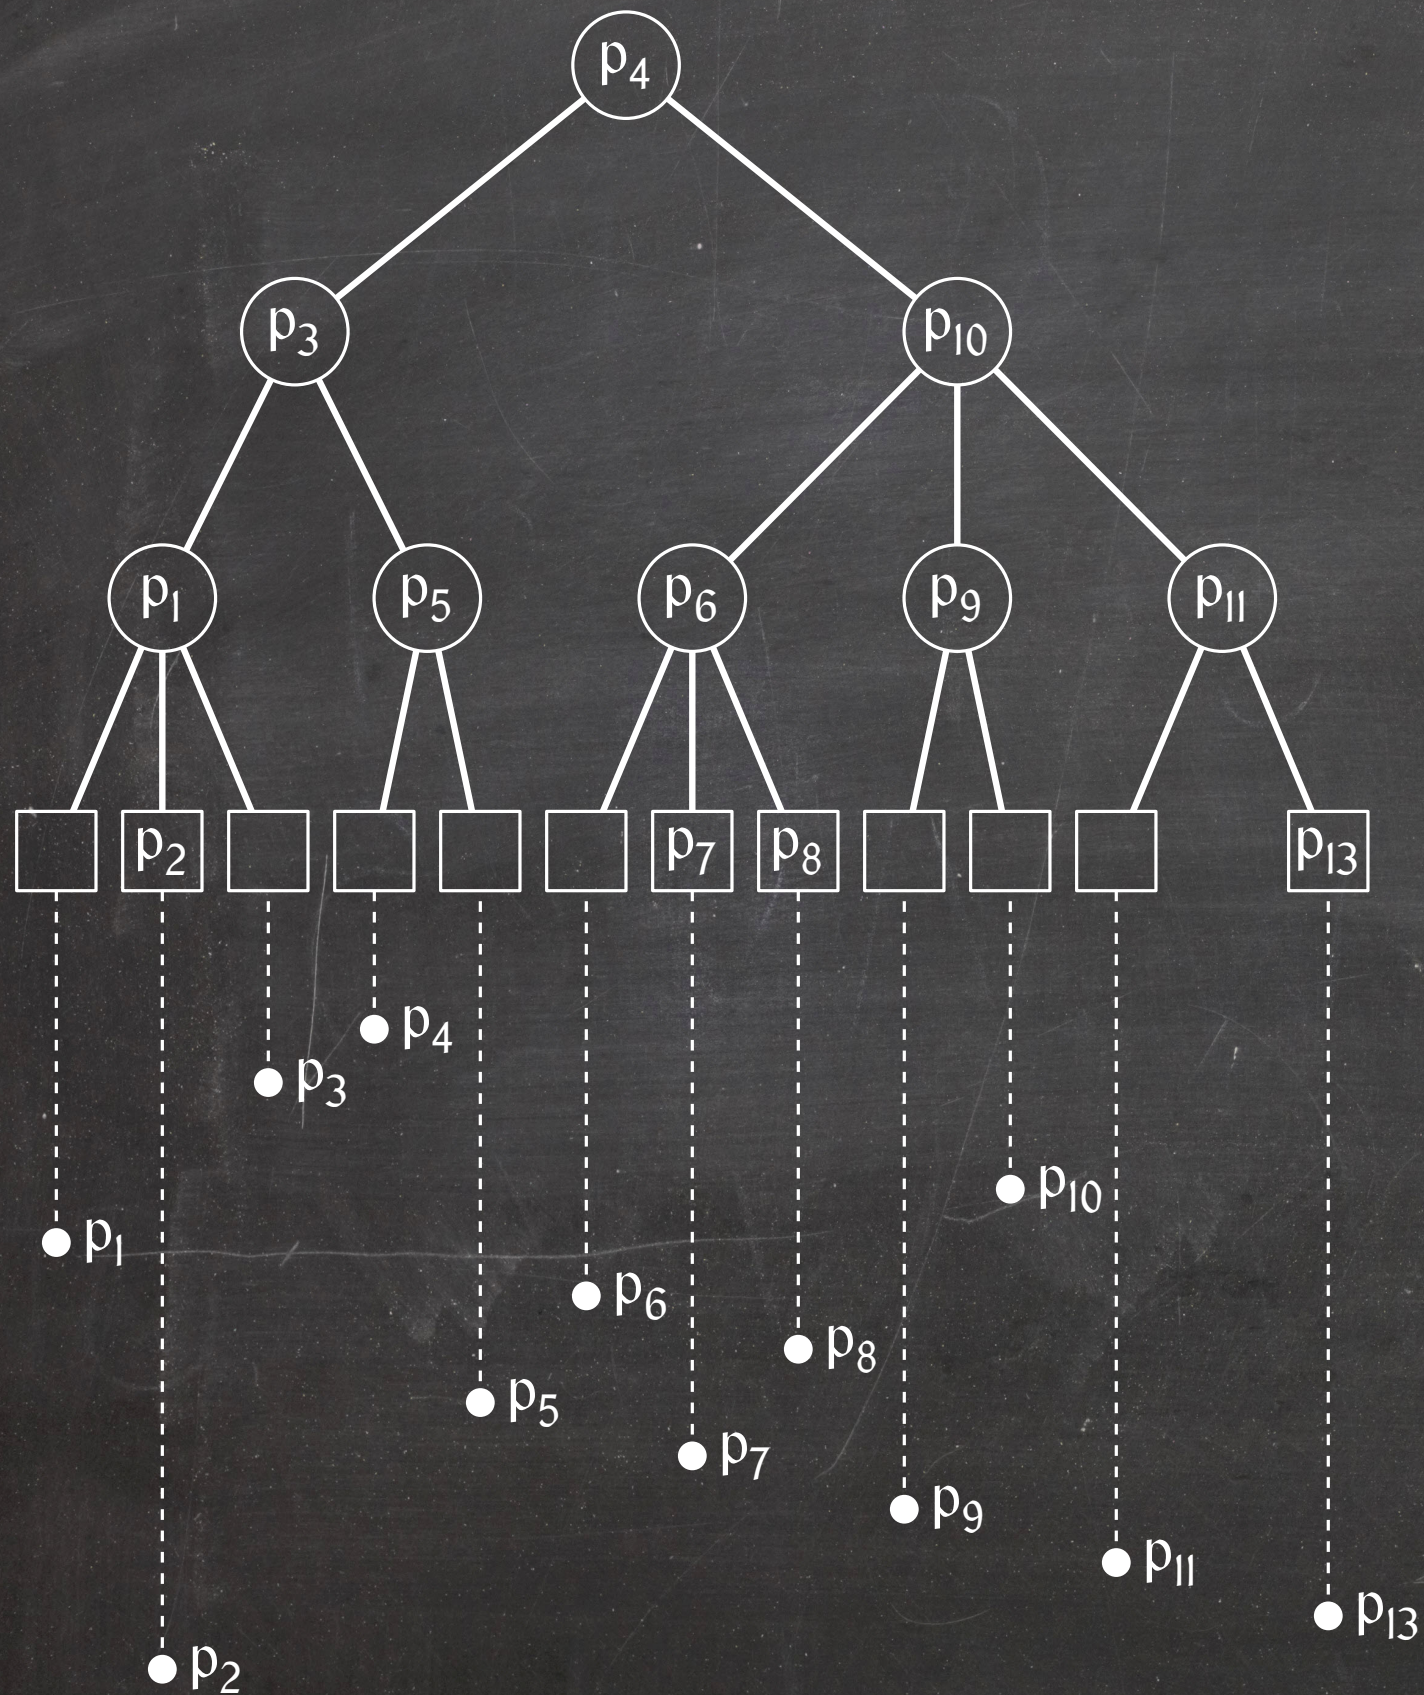 p₄
p₃ p₁₀
p₁ p₅ p₆ p₉ p₁₁
p₂ p₇ p₈ p₁₃
p₄
p₃
p₁₀
p₁
p₆
p₈
p₅
p₇
p₉
p₁₁
p₁₃
p₂